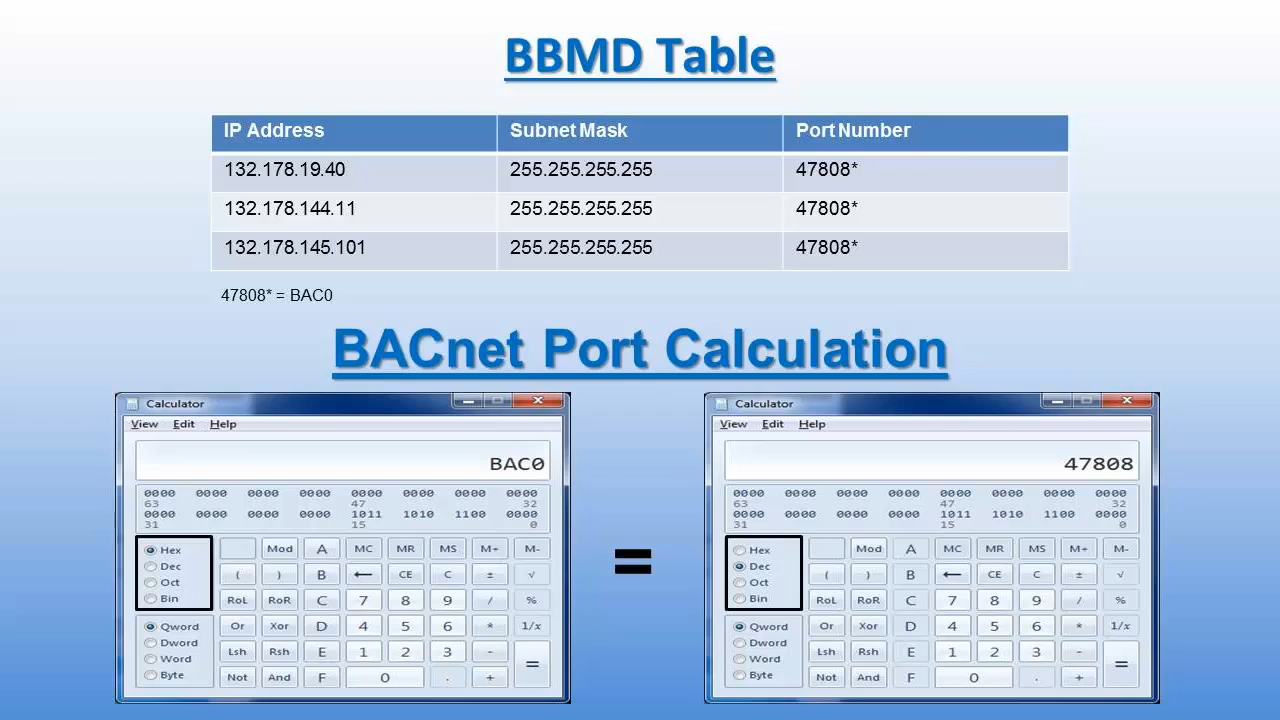 BBMD Table
IP Address Subnet Mask Port Number
132.178.19.40 255.255.255.255 47808*
132.178.144.11 255.255.255.255 47808*
132.178.145.101 255.255.255.255 47808*
47808* = BAC0
BACnet Port Calculation
Calculator
View Edit Help
BAC0
0000 0000 0000 0000 0000 0000 0000 0000
63 47 32
0000 0000 0000 0000 1011 1010 1100 0000
31 15 0
Hex Mod A MC MR MS M+ M-
Dec ( ) B ← CE C ± √
Oct
Bin RoL RoR C 7 8 9 / %
Qword Or Xor D 4 5 6 * 1/x
Dword
Word Lsh Rsh E 1 2 3 - =
Byte Not And F 0 . +
=
Calculator
View Edit Help
47808
0000 0000 0000 0000 0000 0000 0000 0000
63 47 32
0000 0000 0000 0000 1011 1010 1100 0000
31 15 0
Hex Mod A MC MR MS M+ M-
Dec ( ) B ← CE C ± √
Oct
Bin RoL RoR C 7 8 9 / %
Qword Or Xor D 4 5 6 * 1/x
Dword
Word Lsh Rsh E 1 2 3 - =
Byte Not And F 0 . +